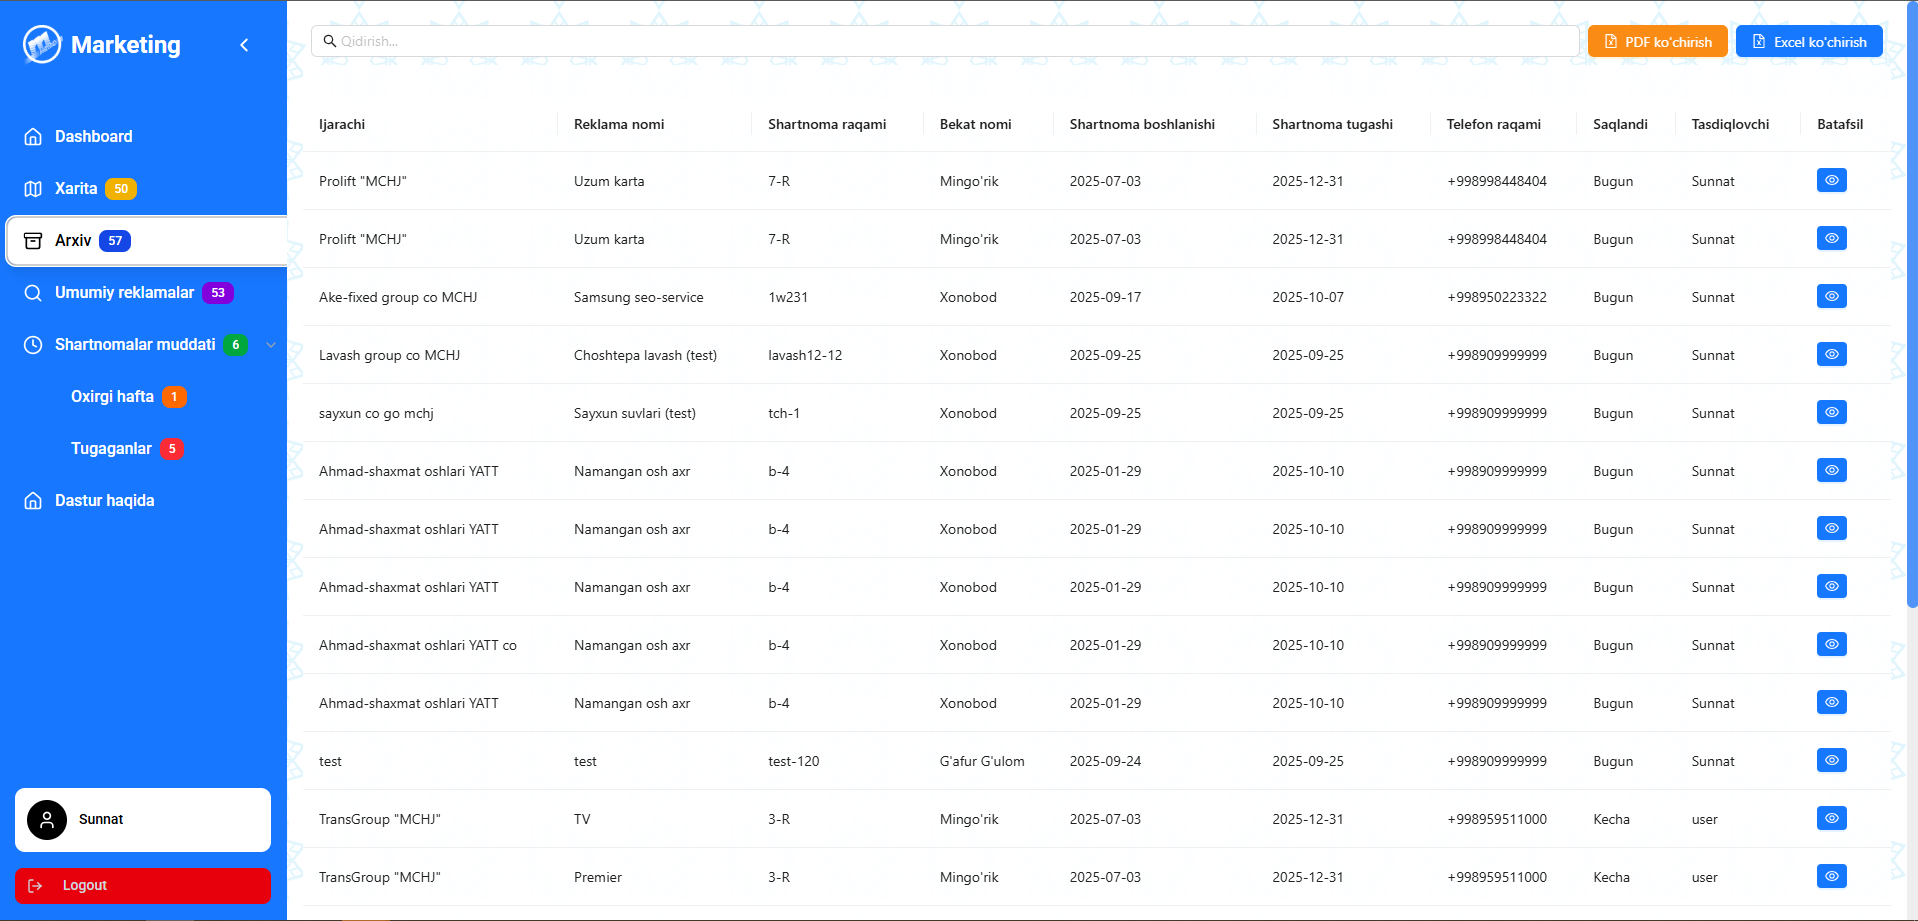 Marketing
Qidirish...
PDF ko'chirish
Excel ko'chirish
Dashboard
Xarita 50
Arxiv 57
Umumiy reklamalar 53
Shartnomalar muddati 6
Oxirgi hafta 1
Tugaganlar 5
Dastur haqida
Sunnat
Logout
Ijarachi Reklama nomi Shartnoma raqami Bekat nomi Shartnoma boshlanishi Shartnoma tugashi Telefon raqami Saqlandi Tasdiqlovchi Batafsil
Prolift "MCHJ" Uzum karta 7-R Mingo'rik 2025-07-03 2025-12-31 +998998448404 Bugun Sunnat
Prolift "MCHJ" Uzum karta 7-R Mingo'rik 2025-07-03 2025-12-31 +998998448404 Bugun Sunnat
Ake-fixed group co MCHJ Samsung seo-service 1w231 Xonobod 2025-09-17 2025-10-07 +998950223322 Bugun Sunnat
Lavash group co MCHJ Choshtepa lavash (test) lavash12-12 Xonobod 2025-09-25 2025-09-25 +998909999999 Bugun Sunnat
sayxun co go mchj Sayxun suvlari (test) tch-1 Xonobod 2025-09-25 2025-09-25 +998909999999 Bugun Sunnat
Ahmad-shaxmat oshlari YATT Namangan osh axr b-4 Xonobod 2025-01-29 2025-10-10 +998909999999 Bugun Sunnat
Ahmad-shaxmat oshlari YATT Namangan osh axr b-4 Xonobod 2025-01-29 2025-10-10 +998909999999 Bugun Sunnat
Ahmad-shaxmat oshlari YATT Namangan osh axr b-4 Xonobod 2025-01-29 2025-10-10 +998909999999 Bugun Sunnat
Ahmad-shaxmat oshlari YATT co Namangan osh axr b-4 Xonobod 2025-01-29 2025-10-10 +998909999999 Bugun Sunnat
Ahmad-shaxmat oshlari YATT Namangan osh axr b-4 Xonobod 2025-01-29 2025-10-10 +998909999999 Bugun Sunnat
test test test-120 G'afur G'ulom 2025-09-24 2025-09-25 +998909999999 Bugun Sunnat
TransGroup "MCHJ" TV 3-R Mingo'rik 2025-07-03 2025-12-31 +998959511000 Kecha user
TransGroup "MCHJ" Premier 3-R Mingo'rik 2025-07-03 2025-12-31 +998959511000 Kecha user